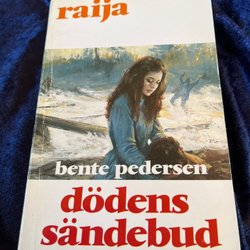 raija
bente pedersen
dödens
sändebud